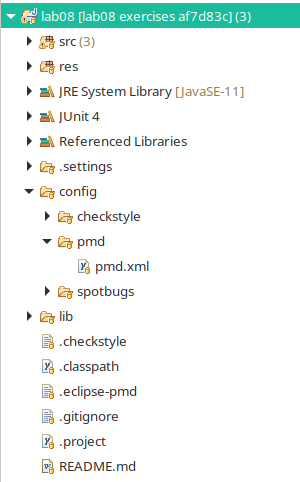 lab08 [lab08 exercises af7d83c] (3)
src (3)
res
JRE System Library [JavaSE-11]
JUnit 4
Referenced Libraries
.settings
config
checkstyle
pmd
pmd.xml
spotbugs
lib
.checkstyle
.classpath
.eclipse-pmd
.gitignore
.project
README.md